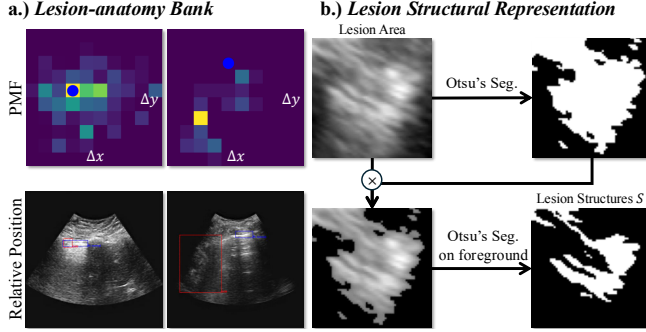 a.) Lesion-anatomy Bank
PMF
Δy
Δx
Δy
Δx
Relative Position
b.) Lesion Structural Representation
Lesion Area
Otsu's Seg.
×
Lesion Structures S
Otsu's Seg.
on foreground